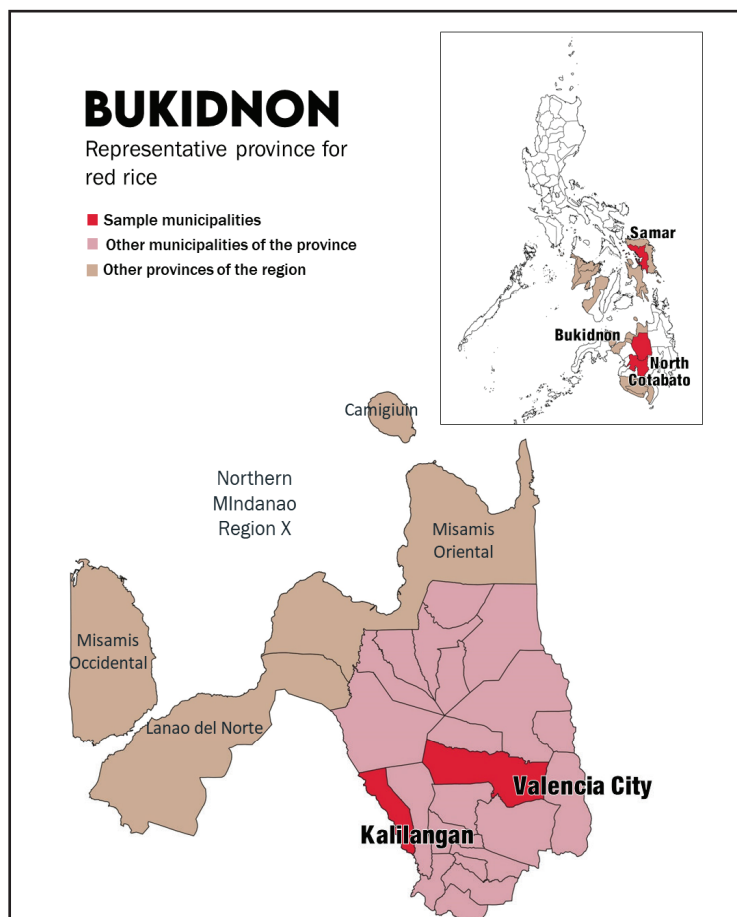 BUKIDNON
Representative province for
red rice
Sample municipalities
Other municipalities of the province
Other provinces of the region
Samar
Bukidnon
North
Cotabato
Camigiuin
Northern
MIndanao
Region X
Misamis
Oriental
Misamis
Occidental
Lanao del Norte
Valencia City
Kalilangan